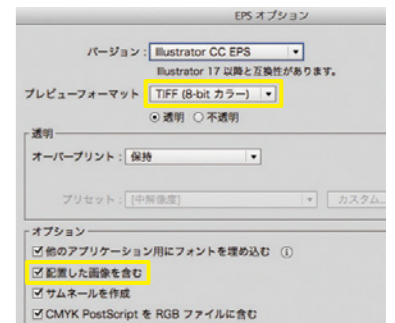 EPS オプション
バージョン： Illustrator CC EPS
Illustrator 17 以降と互換性があります。
プレビューフォーマット TIFF (8-bit カラー)
透明 不透明
透明
オーバープリント： 保持
プリセット： [中解像度] カスタム...
オプション
他のアプリケーション用にフォントを埋め込む
配置した画像を含む
サムネールを作成
CMYK PostScript を RGB ファイルに含む